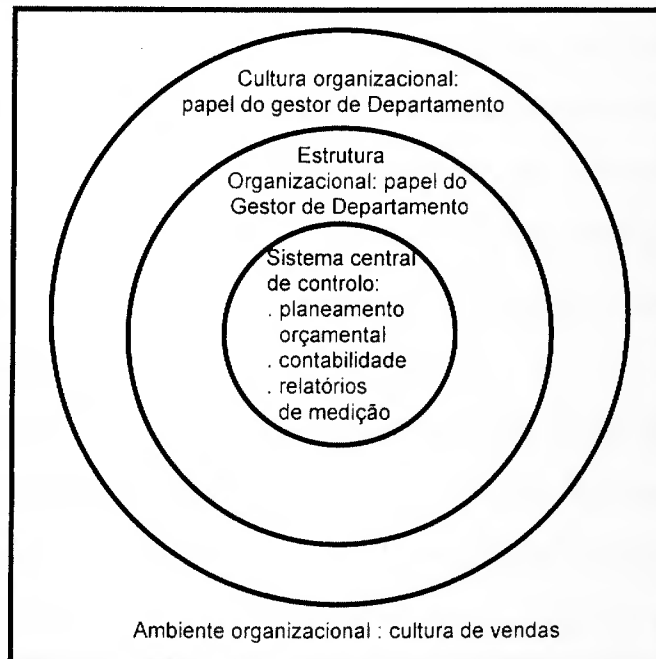 Cultura organizacional:
papel do gestor de Departamento
Estrutura
Organizacional: papel do
Gestor de Departamento
Sistema central
de controlo:
. planeamento
orçamental
. contabilidade
. relatórios
de medição
Ambiente organizacional : cultura de vendas